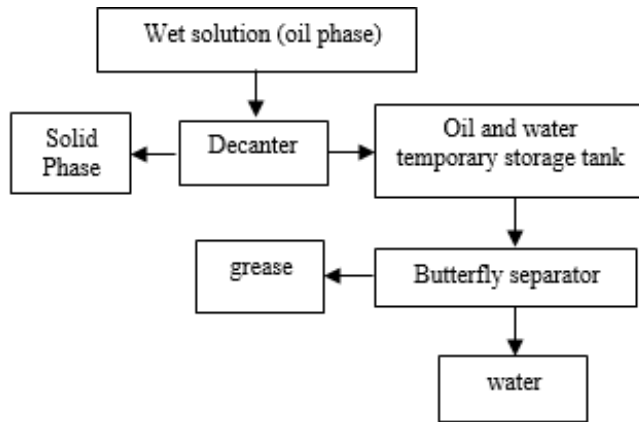 Wet solution (oil phase)
Solid
Phase
Decanter
Oil and water
temporary storage tank
grease
Butterfly separator
water